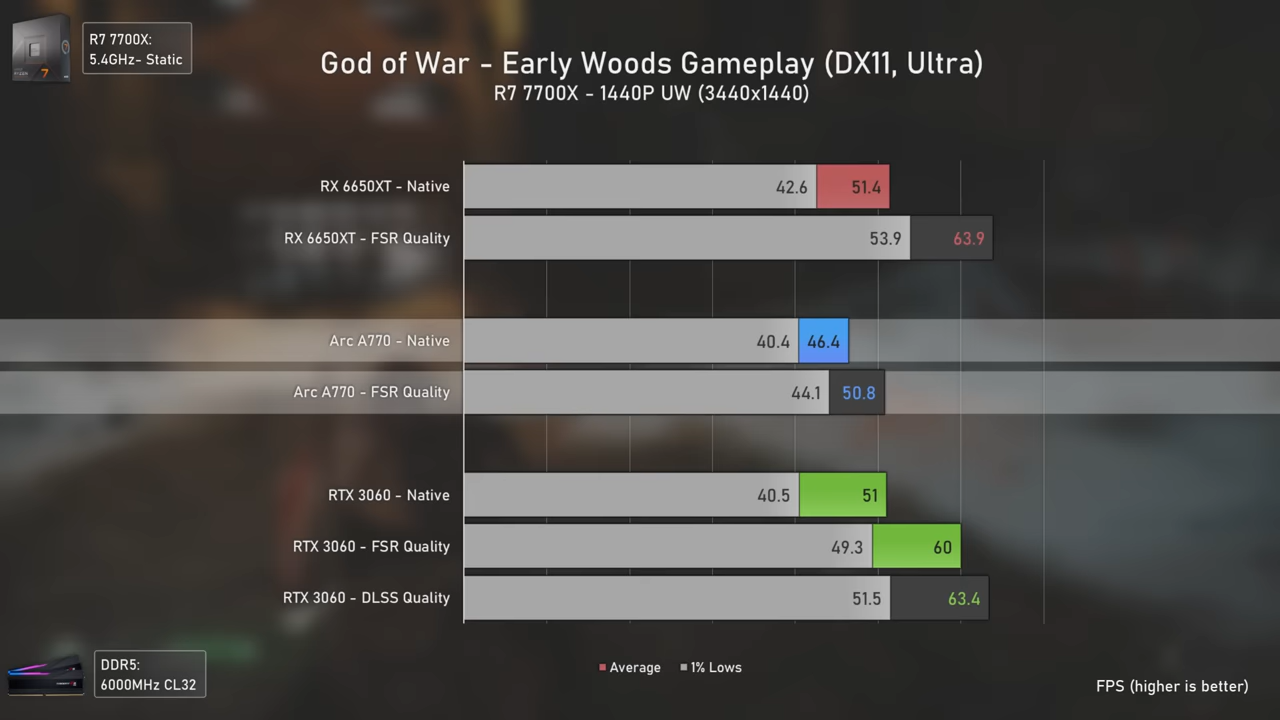 R7 7700X:
5.4GHz- Static
God of War - Early Woods Gameplay (DX11, Ultra)
R7 7700X - 1440P UW (3440x1440)
RX 6650XT - Native 42.6 51.4
RX 6650XT - FSR Quality 53.9 63.9
Arc A770 - Native 40.4 46.4
Arc A770 - FSR Quality 44.1 50.8
RTX 3060 - Native 40.5 51
RTX 3060 - FSR Quality 49.3 60
RTX 3060 - DLSS Quality 51.5 63.4
DDR5:
6000MHz CL32
Average 1% Lows
FPS (higher is better)